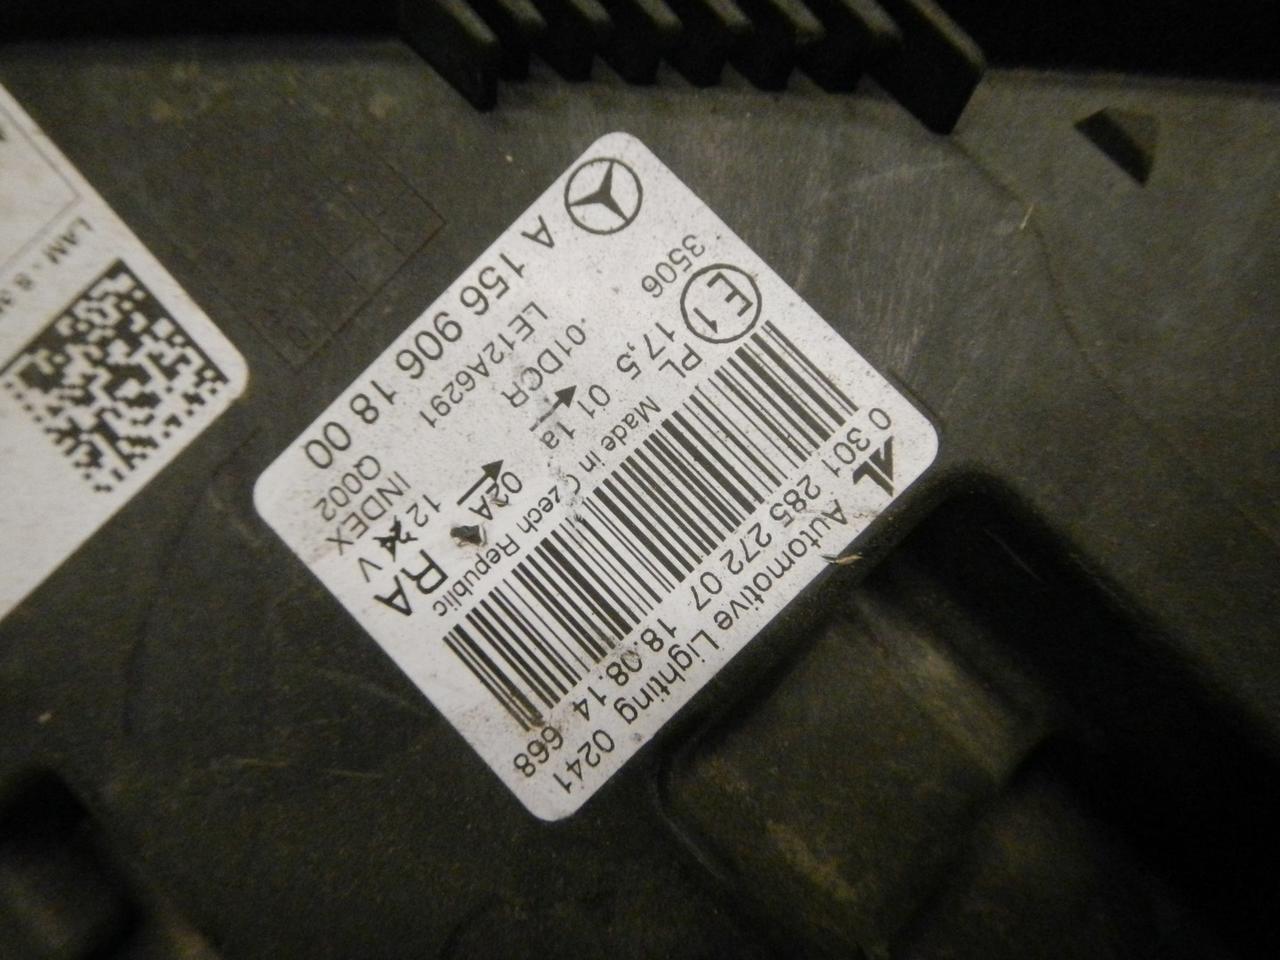 A 156 906 18 00
LE12A6291
Q002
.01DCR
INDEX
3506
E1
17,5 01 1a 02A 12 V
PL
RA
Made in Czech Republic
0 301 285 272 07 18.08.14 668
AL
Automotive Lighting 0241
LAM - S